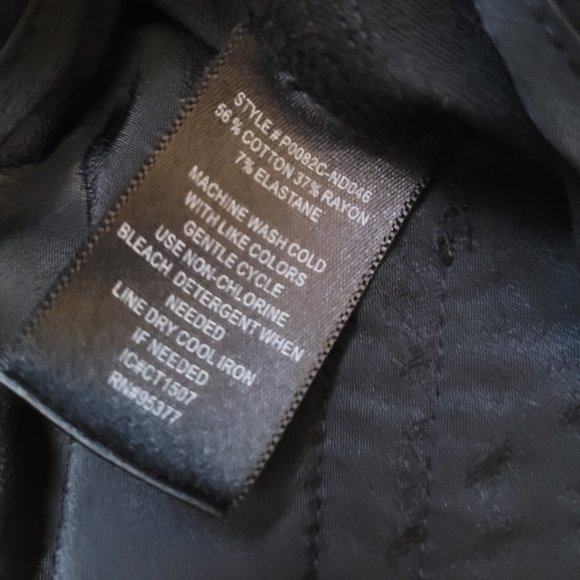 STYLE # P0082C-ND046
56 % COTTON 37% RAYON
7% ELASTANE
MACHINE WASH COLD
WITH LIKE COLORS
GENTLE CYCLE
USE NON-CHLORINE
BLEACH, DETERGENT WHEN
NEEDED
LINE DRY COOL IRON
IF NEEDED
IC#CT1507
RN#95377